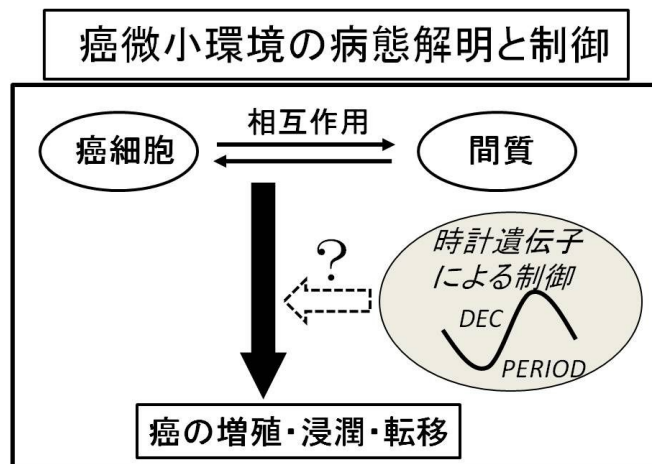 癌微小環境の病態解明と制御
相互作用
癌細胞
間質
時計遺伝子
による制御
?
DEC
PERIOD
癌の増殖・浸潤・転移